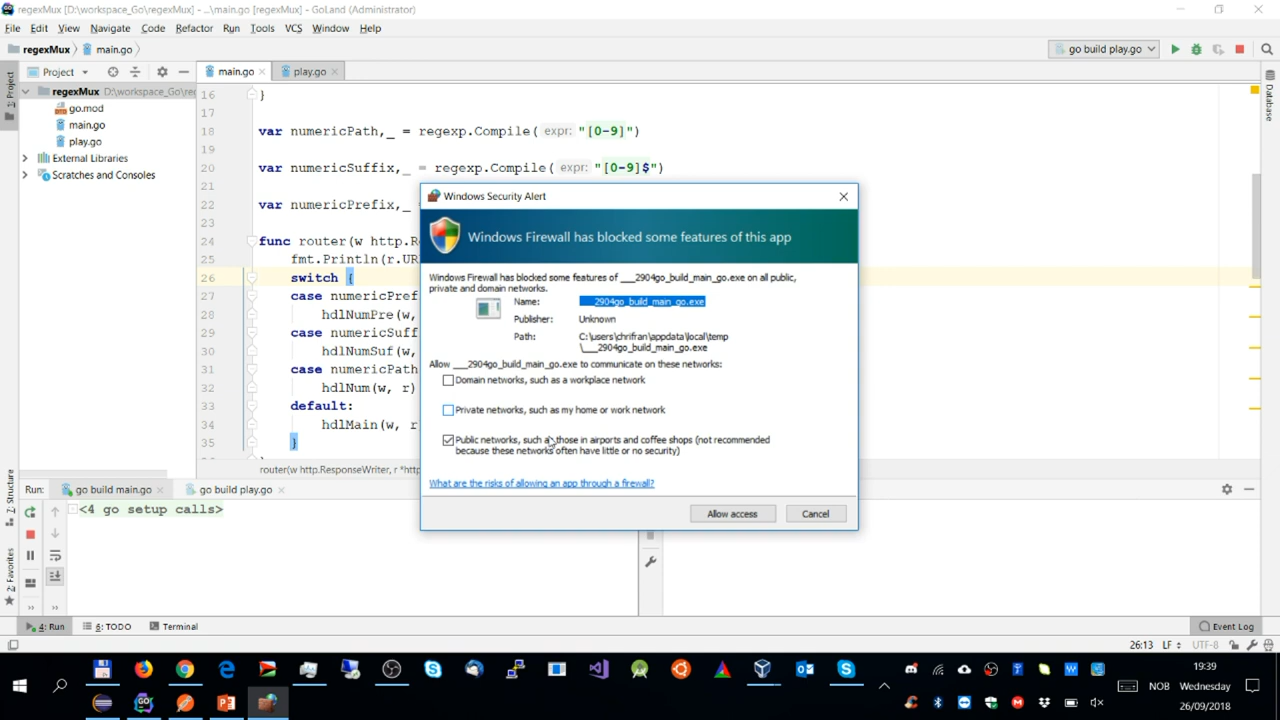 regexMux [D:\workspace_Go\regexMux] - ...\main.go [regexMux] - GoLand (Administrator)
File Edit View Navigate Code Refactor Run Tools VCS Window Help
regexMux main.go go build play.go
1: Project
Project
main.go play.go
Database
regexMux D:\workspace_Go\reg
go.mod
main.go
play.go
External Libraries
Scratches and Consoles
16 }
17
18 var numericPath,_ = regexp.Compile( expr: "[0-9]")
19
20 var numericSuffix,_ = regexp.Compile( expr: "[0-9]$")
21
22 var numericPrefix,_
23
24 func router(w http.Re
25 fmt.Println(r.UR
26 switch {
27 case numericPref
28 hdlNumPre(w,
29 case numericSuff
30 hdlNumSuf(w,
31 case numericPath
32 hdlNum(w, r)
33 default:
34 hdlMain(w, r
35 }
router(w http.ResponseWriter, r *http
Windows Security Alert
Windows Firewall has blocked some features of this app
Windows Firewall has blocked some features of ___2904go_build_main_go.exe on all public,
private and domain networks.
Name: ___2904go_build_main_go.exe
Publisher: Unknown
Path: C:\users\chrifran\appdata\local\temp
\___2904go_build_main_go.exe
Allow ___2904go_build_main_go.exe to communicate on these networks:
Domain networks, such as a workplace network
Private networks, such as my home or work network
Public networks, such as those in airports and coffee shops (not recommended
because these networks often have little or no security)
What are the risks of allowing an app through a firewall?
Allow access Cancel
Z: Structure
2: Favorites
Run: go build main.go go build play.go
<4 go setup calls>
4: Run 6: TODO Terminal Event Log
26:13 LF UTF-8
19:39
NOB Wednesday
26/09/2018